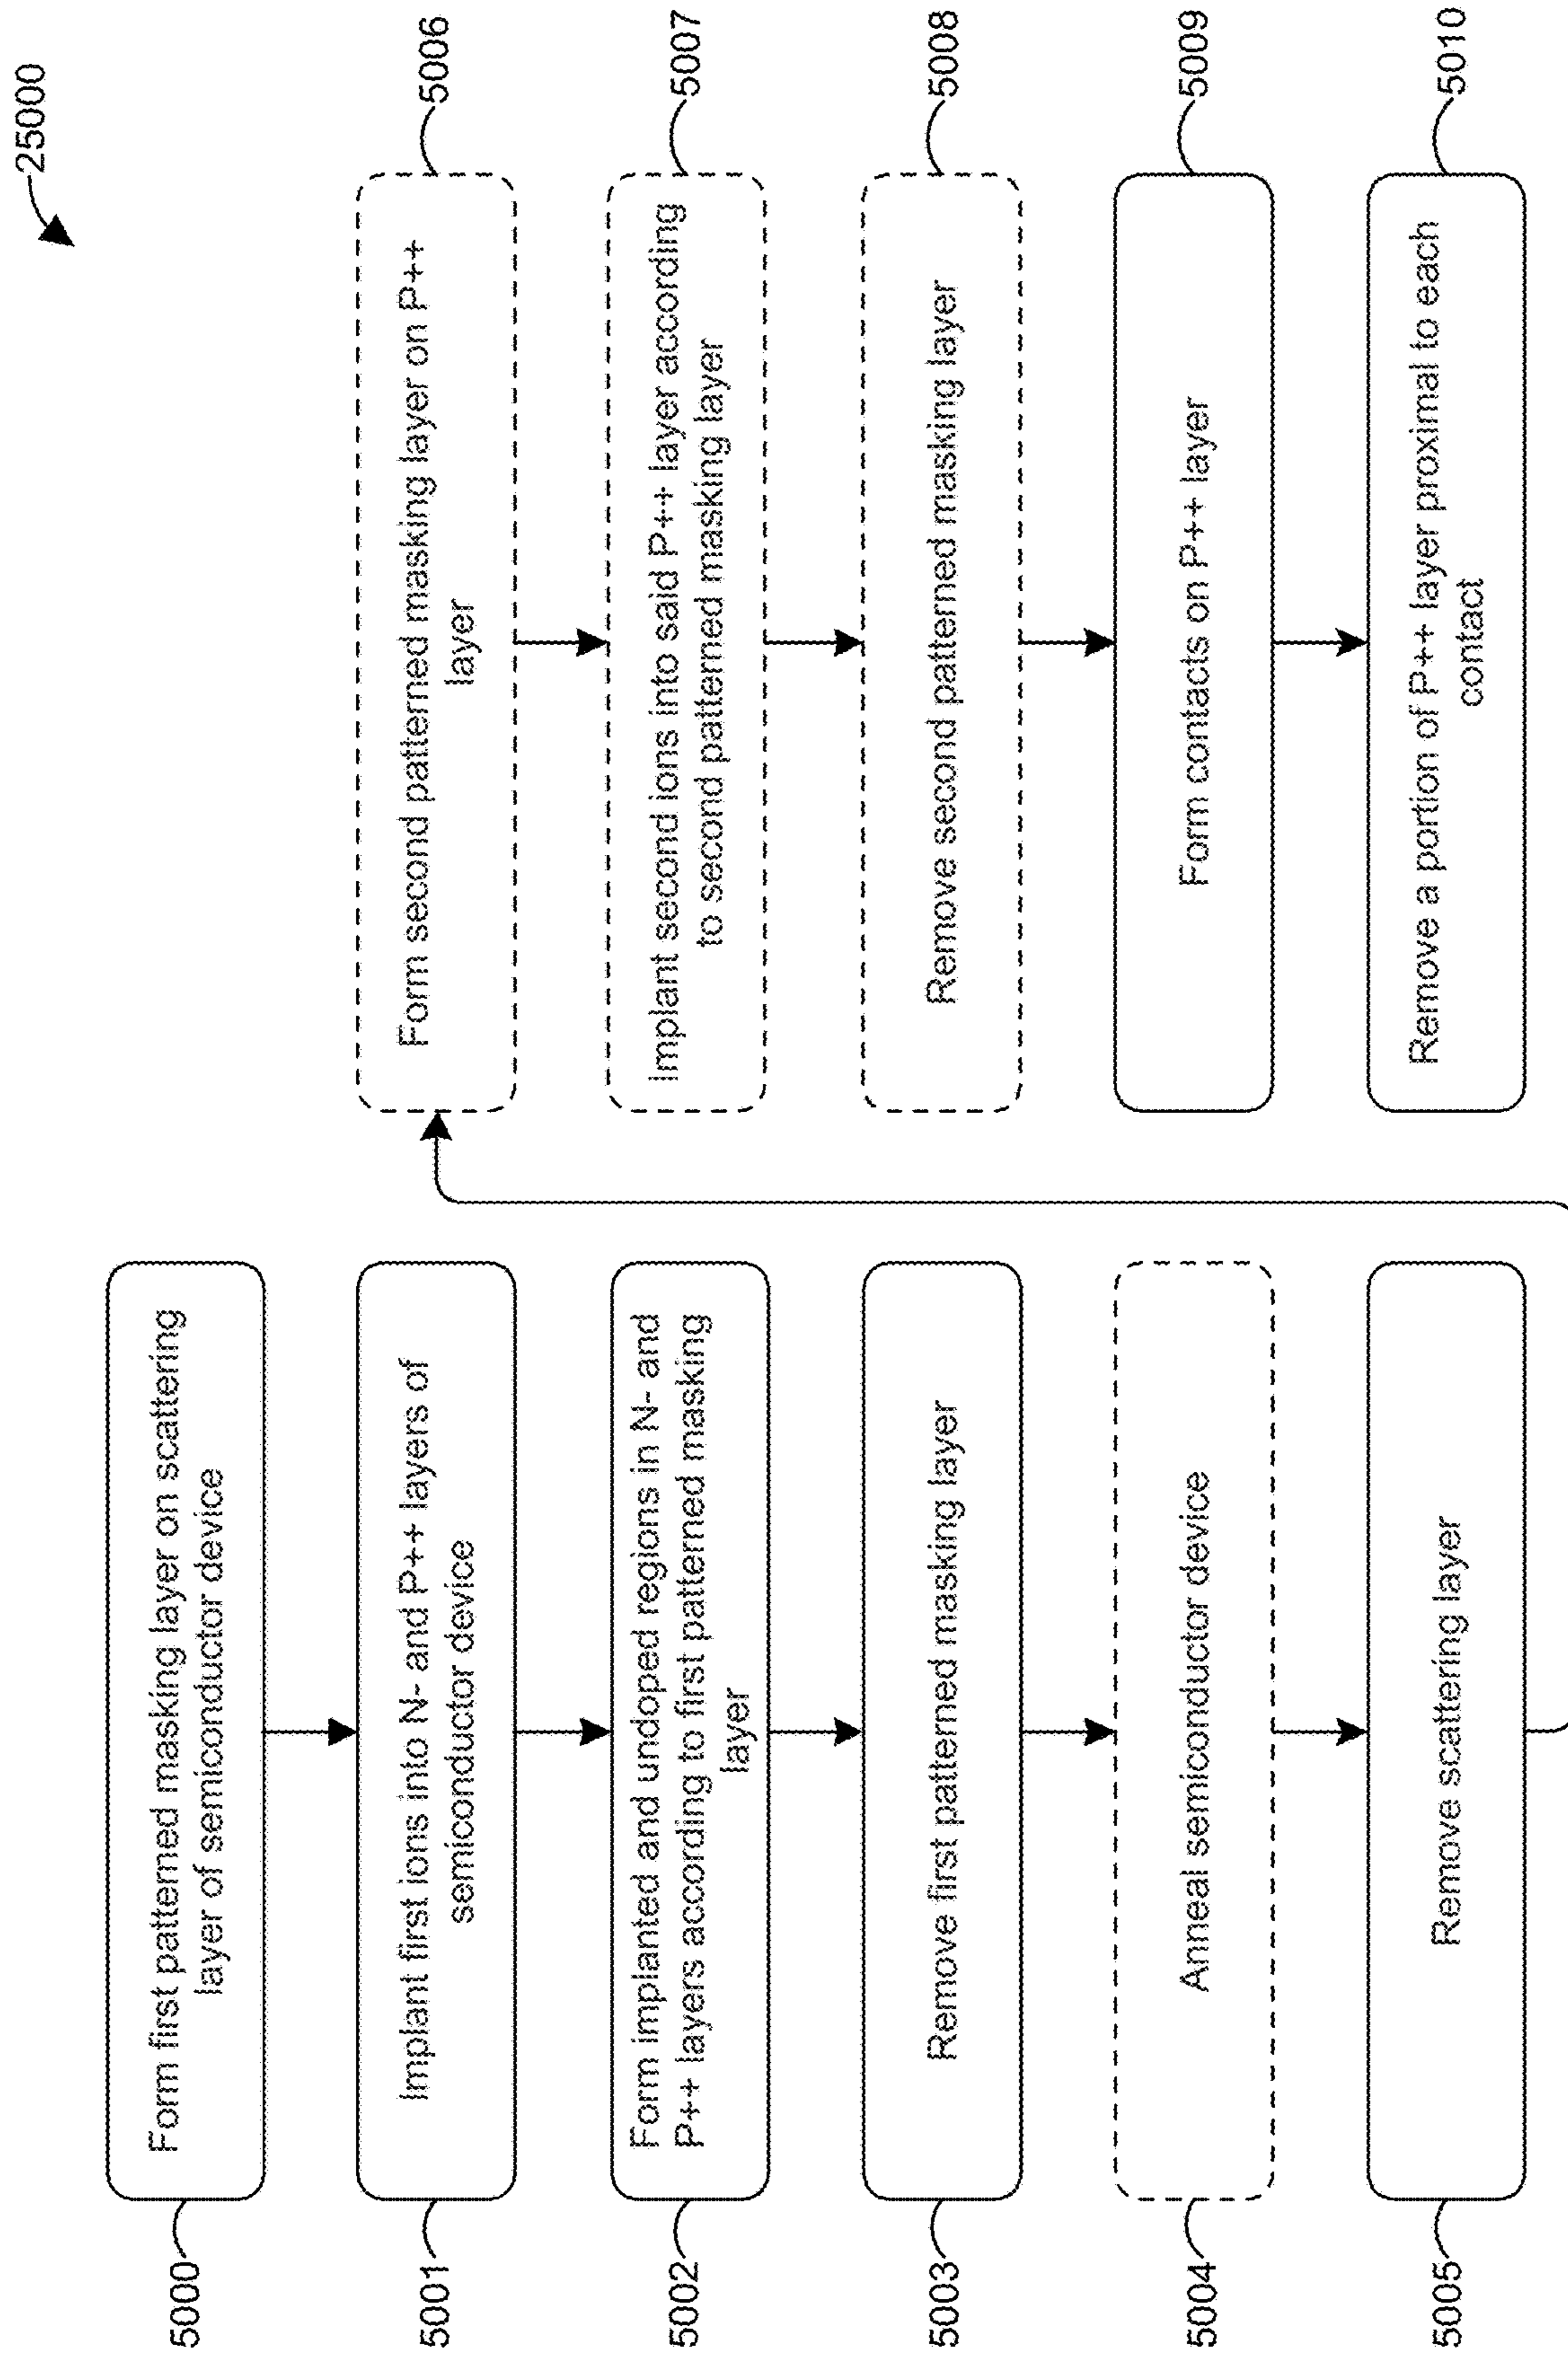 25000
5000
Form first patterned masking layer on scattering
layer of semiconductor device
5001
Implant first ions into N- and P++ layers of
semiconductor device
5002
Form implanted and undoped regions in N- and
P++ layers according to first patterned masking
layer
5003
Remove first patterned masking layer
5004
Anneal semiconductor device
5005
Remove scattering layer
5006
Form second patterned masking layer on P++
layer
5007
Implant second ions into said P++ layer according
to second patterned masking layer
5008
Remove second patterned masking layer
5009
Form contacts on P++ layer
5010
Remove a portion of P++ layer proximal to each
contact